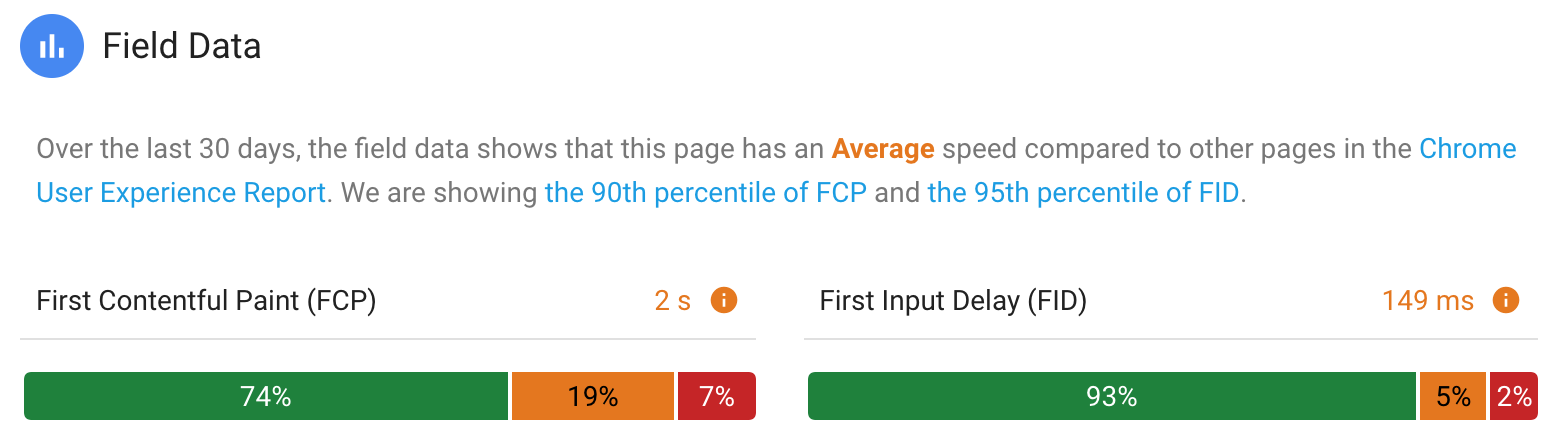 Field Data
Over the last 30 days, the field data shows that this page has an Average speed compared to other pages in the Chrome
User Experience Report. We are showing the 90th percentile of FCP and the 95th percentile of FID.
First Contentful Paint (FCP) 2 s
First Input Delay (FID) 149 ms
74% 19% 7%
93% 5% 2%